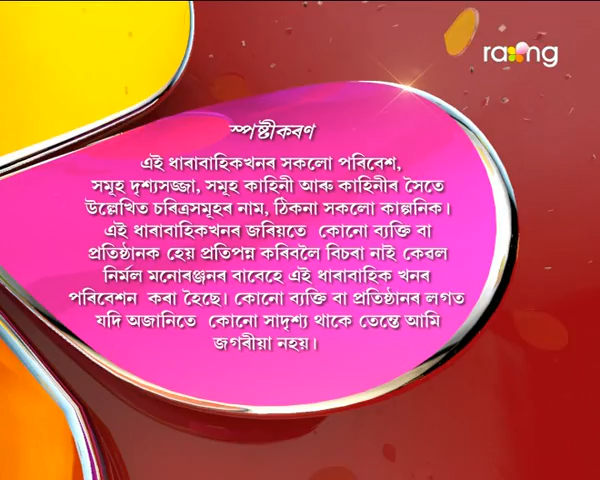 rang
স্পষ্টীকৰণ
এই ধাৰাবাহিকখনৰ সকলো পৰিবেশ,
সমূহ দৃশ্যসজ্জা, সমূহ কাহিনী আৰু কাহিনীৰ সৈতে
উল্লেখিত চৰিত্ৰসমূহৰ নাম, ঠিকনা সকলো কাল্পনিক।
এই ধাৰাবাহিকখনৰ জৰিয়তে কোনো ব্যক্তি বা
প্ৰতিষ্ঠানক হেয় প্ৰতিপন্ন কৰিবলৈ বিচৰা নাই কেৱল
নিৰ্মল মনোৰঞ্জনৰ বাবেহে এই ধাৰাবাহিক খনৰ
পৰিবেশন কৰা হৈছে। কোনো ব্যক্তি বা প্ৰতিষ্ঠানৰ লগত
যদি অজানিতে কোনো সাদৃশ্য থাকে তেন্তে আমি
জগৰীয়া নহয়।